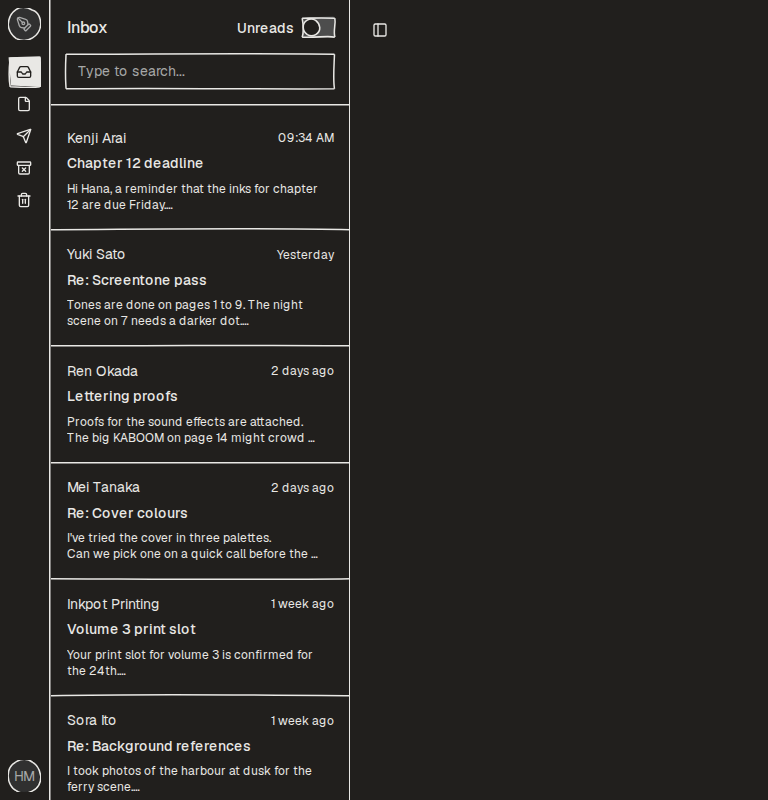 Inbox
Unreads
Type to search...
Kenji Arai
09:34 AM
Chapter 12 deadline
Hi Hana, a reminder that the inks for chapter
12 are due Friday....
Yuki Sato
Yesterday
Re: Screentone pass
Tones are done on pages 1 to 9. The night
scene on 7 needs a darker dot....
Ren Okada
2 days ago
Lettering proofs
Proofs for the sound effects are attached.
The big KABOOM on page 14 might crowd ...
Mei Tanaka
2 days ago
Re: Cover colours
I've tried the cover in three palettes.
Can we pick one on a quick call before the ...
Inkpot Printing
1 week ago
Volume 3 print slot
Your print slot for volume 3 is confirmed for
the 24th....
Sora Ito
1 week ago
Re: Background references
I took photos of the harbour at dusk for the
ferry scene....
HM